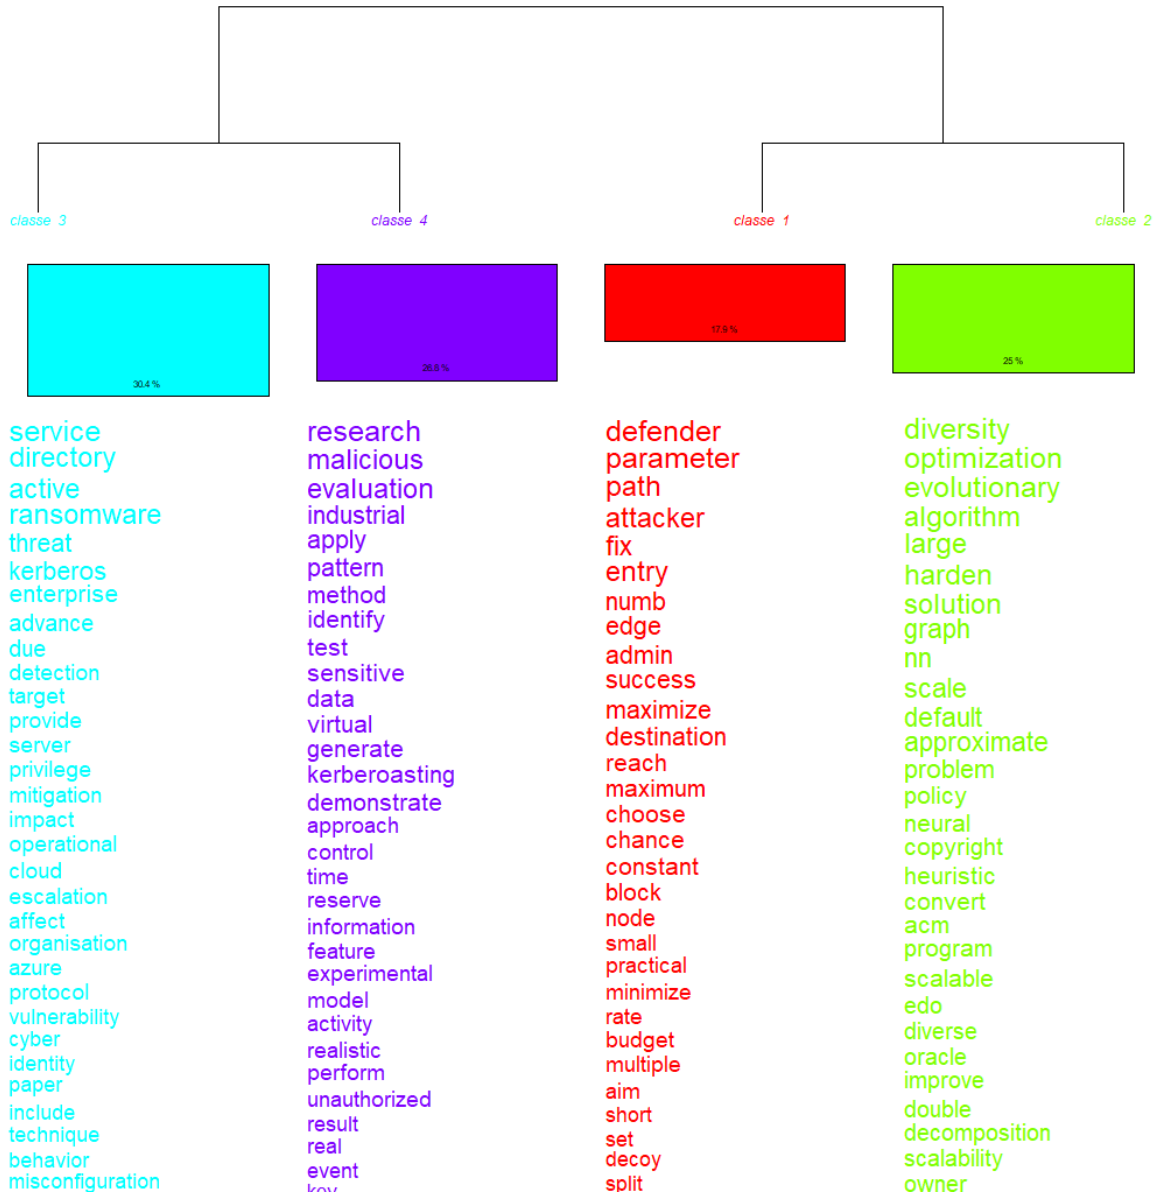 classe 3
classe 4
classe 1
classe 2
30.4 %
26.8 %
17.9 %
25 %
service
directory
active
ransomware
threat
kerberos
enterprise
advance
due
detection
target
provide
server
privilege
mitigation
impact
operational
cloud
escalation
affect
organisation
azure
protocol
vulnerability
cyber
identity
paper
include
technique
behavior
misconfiguration
research
malicious
evaluation
industrial
apply
pattern
method
identify
test
sensitive
data
virtual
generate
kerberoasting
demonstrate
approach
control
time
reserve
information
feature
experimental
model
activity
realistic
perform
unauthorized
result
real
event
key
defender
parameter
path
attacker
fix
entry
numb
edge
admin
success
maximize
destination
reach
maximum
choose
chance
constant
block
node
small
practical
minimize
rate
budget
multiple
aim
short
set
decoy
split
diversity
optimization
evolutionary
algorithm
large
harden
solution
graph
nn
scale
default
approximate
problem
policy
neural
copyright
heuristic
convert
acm
program
scalable
edo
diverse
oracle
improve
double
decomposition
scalability
owner